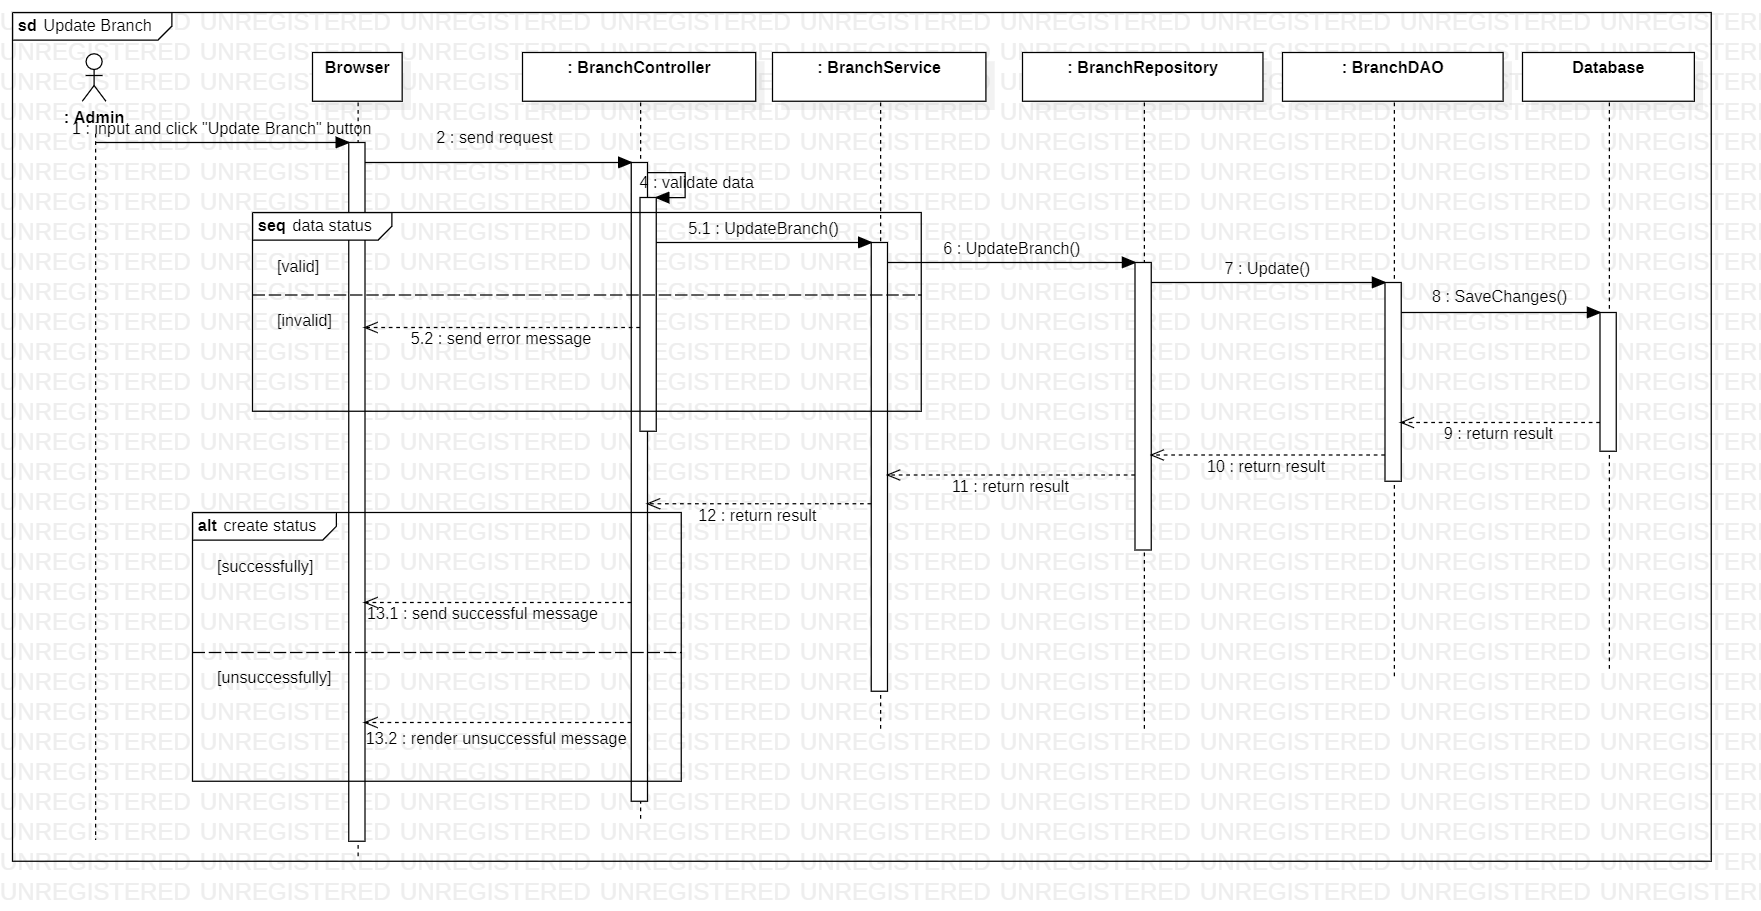 sd Update Branch
Browser
: BranchController
: BranchService
: BranchRepository
: BranchDAO
Database
: Admin
1 : input and click "Update Branch" button
2 : send request
4 : validate data
seq data status
5.1 : UpdateBranch()
6 : UpdateBranch()
7 : Update()
[valid]
8 : SaveChanges()
[invalid]
5.2 : send error message
9 : return result
10 : return result
11 : return result
12 : return result
alt create status
[successfully]
13.1 : send successful message
[unsuccessfully]
13.2 : render unsuccessful message
UNREGISTERED